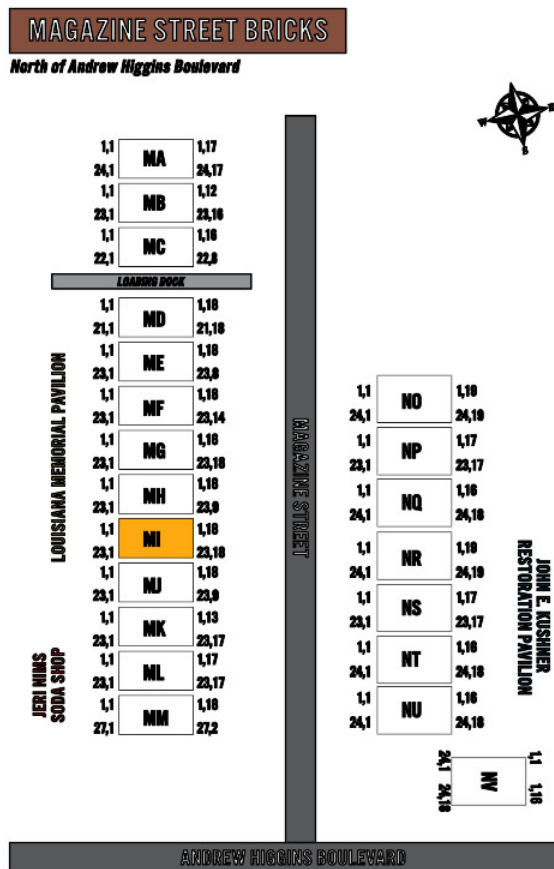 MAGAZINE STREET BRICKS
North of Andrew Higgins Boulevard
W
S
1,1 MA 1,17
24,1 24,17
1,1 MB 1,12
23,1 23,16
1,1 MC 1,16
22,1 22,8
LOADING DOCK
1,1 MD 1,18
21,1 21,18
1,1 ME 1,18
23,1 23,8
1,1 MF 1,18
23,1 23,14
1,1 MG 1,16
23,1 23,18
1,1 MH 1,18
23,1 23,9
1,1 MI 1,18
23,1 23,18
1,1 MJ 1,18
23,1 23,9
1,1 MK 1,13
23,1 23,17
1,1 ML 1,17
23,1 23,17
1,1 MM 1,18
27,1 27,2
LOUISIANA MEMORIAL PAVILION
JERI NIMS
SODA SHOP
MAGAZINE STREET
1,1 NO 1,19
24,1 24,19
1,1 NP 1,17
23,1 23,17
1,1 NQ 1,16
24,1 24,18
1,1 NR 1,19
24,1 24,19
1,1 NS 1,17
23,1 23,17
1,1 NT 1,16
24,1 24,18
1,1 NU 1,16
24,1 24,18
JOHN E. KUSHNER
RESTORATION PAVILION
1,1 NV 1,16
24,1 24,18
ANDREW HIGGINS BOULEVARD